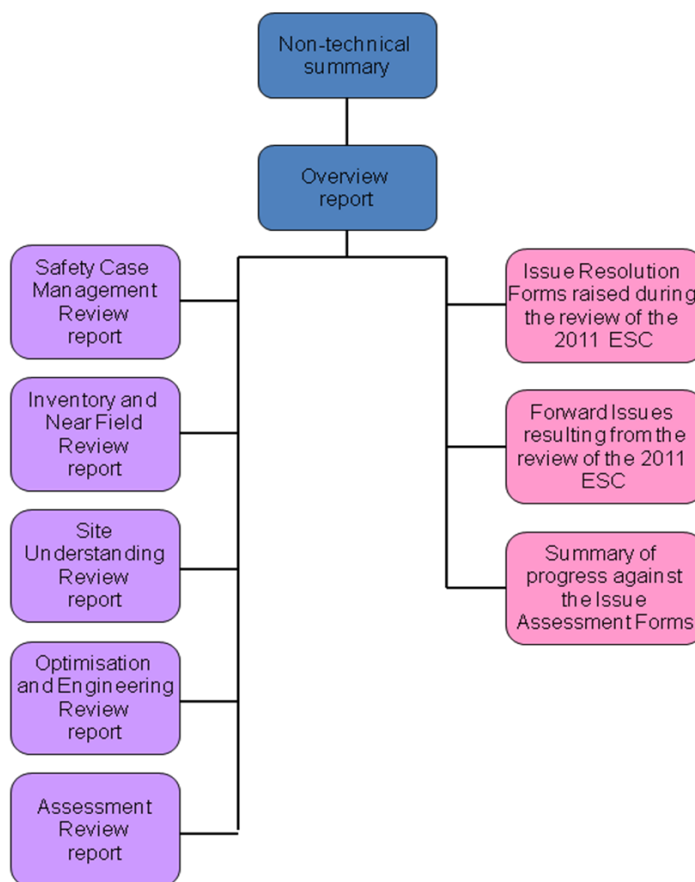 Non-technical
summary
Overview
report
Safety Case
Management
Review
report
Inventory and
Near Field
Review
report
Site
Understanding
Review
report
Optimisation
and Engineering
Review
report
Assessment
Review
report
Issue Resolution
Forms raised during
the review of the
2011 ESC
Forward Issues
resulting from the
review of the 2011
ESC
Summary of
progress against
the Issue
Assessment Forms